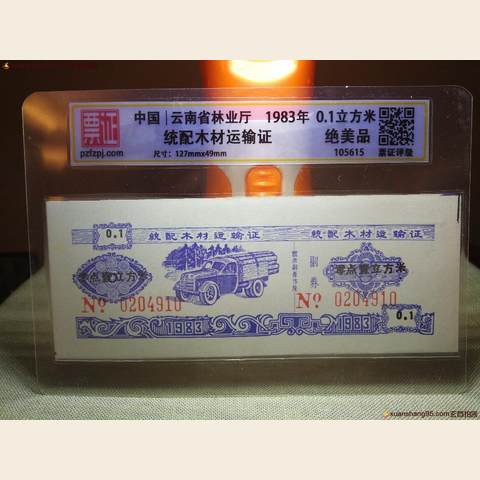 票证
pzfzpj.com
中国|云南省林业厅 1983年 0.1立方米
统配木材运输证 绝美品
尺寸:127mmx49mm 105615 票证评级
0.1 統配木材运输证 統配木材运输证
零点壹立方米 副券 零点壹立方米
Nº 0204910 Nº 0204910
1983 1983 0.1
xuanshang95.com